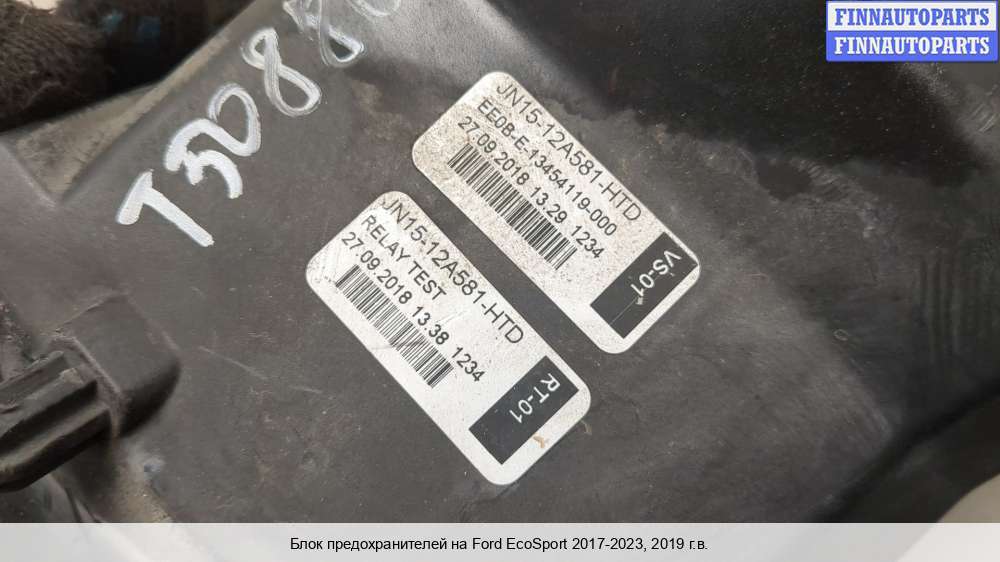 FINNAUTOPARTS
FINNAUTOPARTS
JN15-12A581-HTD
EE0B-E-13454119-000
27.09.2018 13.29 1234
VS-01
JN15-12A581-HTD
RELAY TEST
27.09.2018 13.38 1234
RT-01
Блок предохранителей на Ford EcoSport 2017-2023, 2019 г.в.